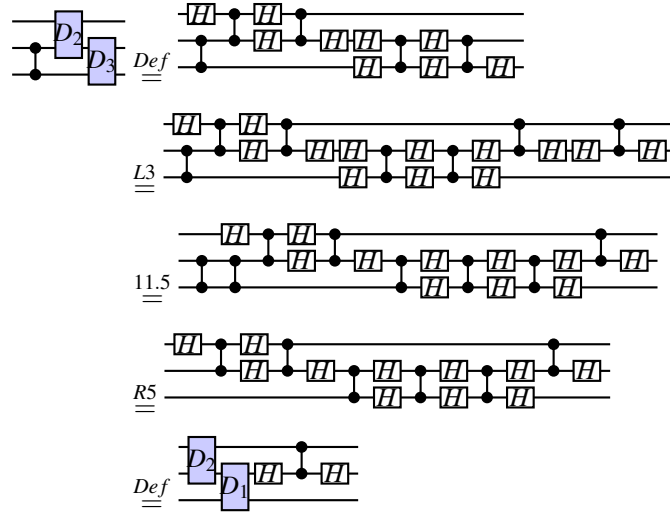 H H
D₂ H H H H
D₃
Def
= H H H
H H
H H H H H H H
L3
= H H H
H H
H H H H H
11.5
= H H H
H H
H H H H H
R5
= H H H
D₂ H H
Def D₁
=